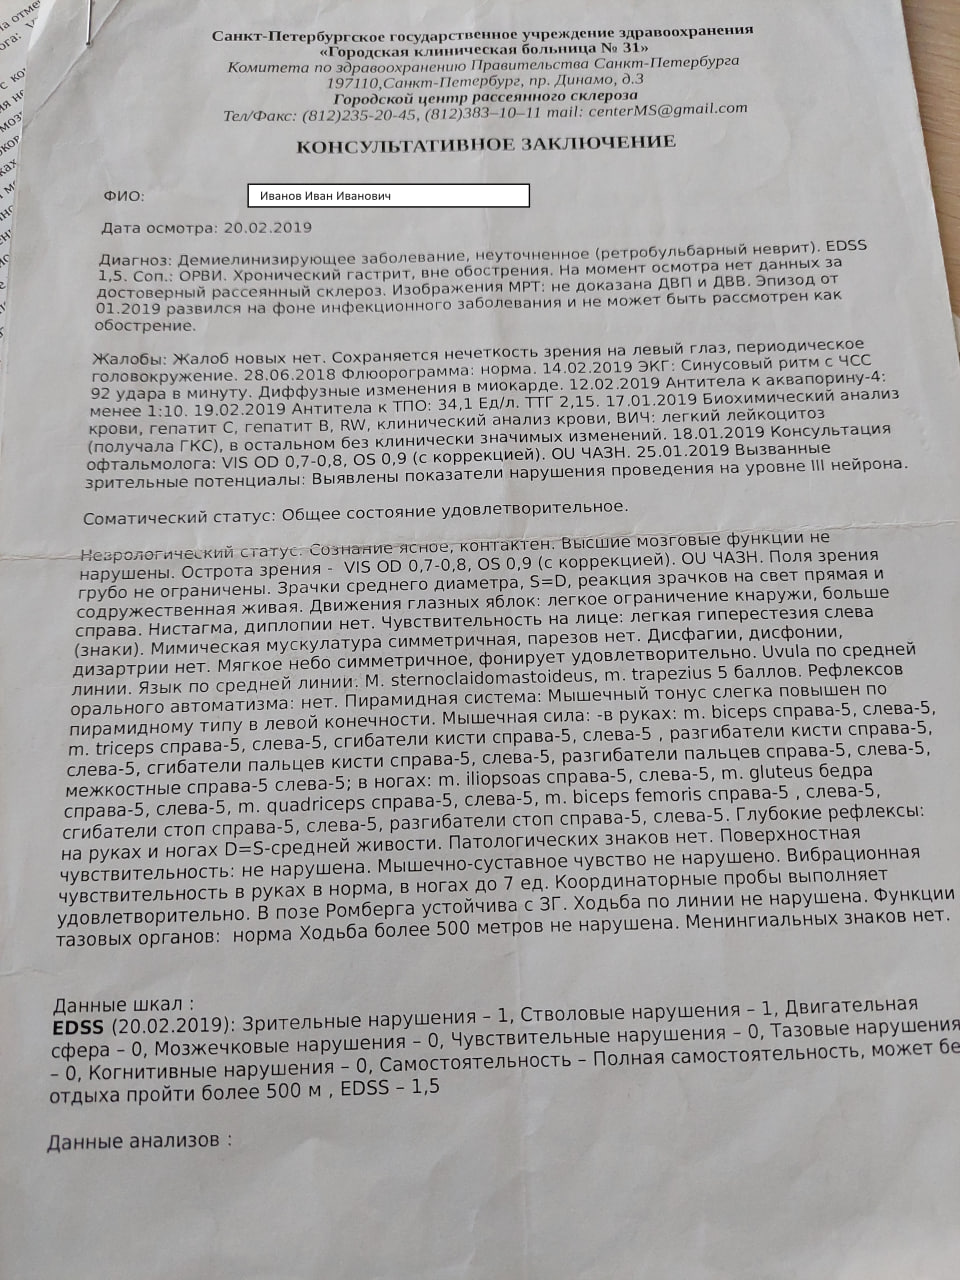 Санкт-Петербургское государственное учреждение здравоохранения
«Городская клиническая больница № 31»
Комитета по здравоохранению Правительства Санкт-Петербурга
197110,Санкт-Петербург, пр. Динамо, д.3
Городской центр рассеянного склероза
Тел/Факс: (812)235-20-45, (812)383–10–11 mail: centerMS@gmail.com
КОНСУЛЬТАТИВНОЕ ЗАКЛЮЧЕНИЕ
ФИО: Иванов Иван Иванович
Дата осмотра: 20.02.2019
Диагноз: Демиелинизирующее заболевание, неуточненное (ретробульбарный неврит). EDSS
1,5. Соп.: ОРВИ. Хронический гастрит, вне обострения. На момент осмотра нет данных за
достоверный рассеянный склероз. Изображения МРТ: не доказана ДВП и ДВВ. Эпизод от
01.2019 развился на фоне инфекционного заболевания и не может быть рассмотрен как
обострение.
Жалобы: Жалоб новых нет. Сохраняется нечеткость зрения на левый глаз, периодическое
головокружение. 28.06.2018 Флюорограмма: норма. 14.02.2019 ЭКГ: Синусовый ритм с ЧСС
92 удара в минуту. Диффузные изменения в миокарде. 12.02.2019 Антитела к аквапорину-4:
менее 1:10. 19.02.2019 Антитела к ТПО: 34,1 Ед/л. ТТГ 2,15. 17.01.2019 Биохимический анализ
крови, гепатит С, гепатит В, RW, клинический анализ крови, ВИЧ: легкий лейкоцитоз
(получала ГКС), в остальном без клинически значимых изменений. 18.01.2019 Консультация
офтальмолога: VIS OD 0,7-0,8, OS 0,9 (с коррекцией). OU ЧАЗН. 25.01.2019 Вызванные
зрительные потенциалы: Выявлены показатели нарушения проведения на уровне III нейрона.
Соматический статус: Общее состояние удовлетворительное.
Неврологический статус: Сознание ясное, контактен. Высшие мозговые функции не
нарушены. Острота зрения - VIS OD 0,7-0,8, OS 0,9 (с коррекцией). OU ЧАЗН. Поля зрения
грубо не ограничены. Зрачки среднего диаметра, S=D, реакция зрачков на свет прямая и
содружественная живая. Движения глазных яблок: легкое ограничение кнаружи, больше
справа. Нистагма, диплопии нет. Чувствительность на лице: легкая гиперестезия слева
(знаки). Мимическая мускулатура симметричная, парезов нет. Дисфагии, дисфонии,
дизартрии нет. Мягкое небо симметричное, фонирует удовлетворительно. Uvula по средней
линии. Язык по средней линии. M. sternoclaidomastoideus, m. trapezius 5 баллов. Рефлексов
орального автоматизма: нет. Пирамидная система: Мышечный тонус слегка повышен по
пирамидному типу в левой конечности. Мышечная сила: -в руках: m. biceps справа-5, слева-5,
m. triceps справа-5, слева-5, сгибатели кисти справа-5, слева-5 , разгибатели кисти справа-5,
слева-5, сгибатели пальцев кисти справа-5, слева-5, разгибатели пальцев справа-5, слева-5,
межкостные справа-5 слева-5; в ногах: m. iliopsoas справа-5, слева-5, m. gluteus бедра
справа-5, слева-5, m. quadriceps справа-5, слева-5, m. biceps femoris справа-5 , слева-5,
сгибатели стоп справа-5, слева-5, разгибатели стоп справа-5, слева-5. Глубокие рефлексы:
на руках и ногах D=S-средней живости. Патологических знаков нет. Поверхностная
чувствительность: не нарушена. Мышечно-суставное чувство не нарушено. Вибрационная
чувствительность в руках в норма, в ногах до 7 ед. Координаторные пробы выполняет
удовлетворительно. В позе Ромберга устойчива с ЗГ. Ходьба по линии не нарушена. Функции
тазовых органов: норма Ходьба более 500 метров не нарушена. Менингиальных знаков нет.
Данные шкал :
EDSS (20.02.2019): Зрительные нарушения – 1, Стволовые нарушения – 1, Двигательная
сфера – 0, Мозжечковые нарушения – 0, Чувствительные нарушения – 0, Тазовые нарушения
– 0, Когнитивные нарушения – 0, Самостоятельность – Полная самостоятельность, может бе
отдыха пройти более 500 м , EDSS – 1,5
Данные анализов :